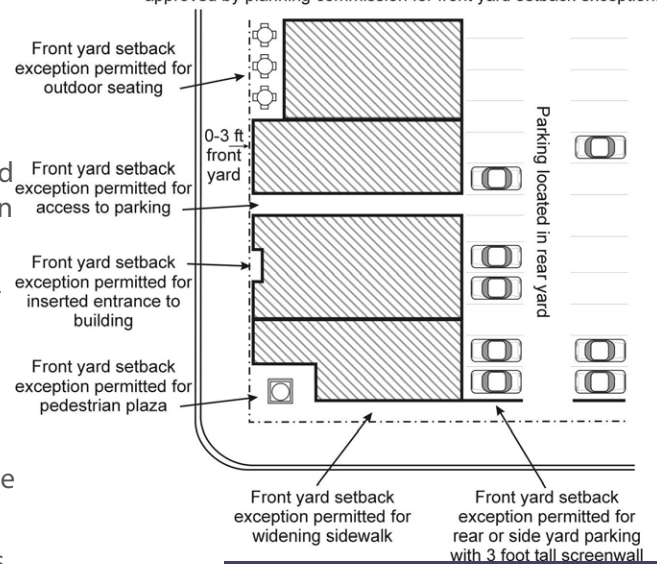 approved by planning commission for front yard setback exception.
Front yard setback
exception permitted for
outdoor seating
0-3 ft
front
yard
Front yard setback
exception permitted for
access to parking
Front yard setback
exception permitted for
inserted entrance to
building
Front yard setback
exception permitted for
pedestrian plaza
Parking located in rear yard
Front yard setback
exception permitted for
widening sidewalk
Front yard setback
exception permitted for
rear or side yard parking
with 3 foot tall screenwall